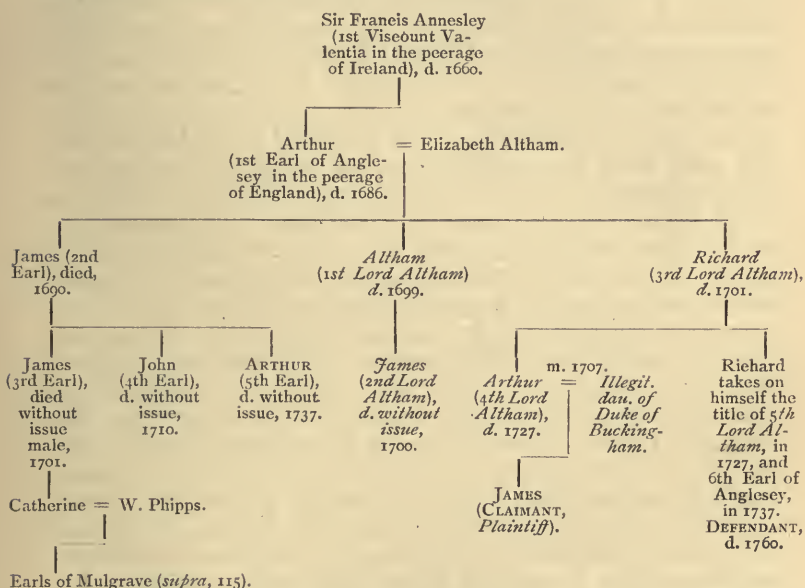 Sir Francis Annesley
(1st Viscount Va-
lentia in the peerage
of Ireland), d. 1660.
Arthur = Elizabeth Altham.
(1st Earl of Angle-
sey in the peerage
of England), d. 1686.
James (2nd
Earl), died,
1690.
Altham
(1st Lord Altham)
d. 1699.
Richard
(3rd Lord Altham),
d. 1701.
James
(3rd Earl),
died
without
issue
male,
1701.
John
(4th Earl),
d. without
issue,
1710.
ARTHUR
(5th Earl),
d. without
issue, 1737.
James
(2nd Lord
Altham),
d. without
issue,
1700.
m. 1707.
Arthur = Illegit.
(4th Lord
Altham),
d. 1727.
dau. of
Duke of
Bucking-
ham.
Richard
takes on
himself the
title of 5th
Lord Al-
tham, in
1727, and
6th Earl of
Anglesey,
in 1737.
DEFENDANT,
d. 1760.
JAMES
(CLAIMANT,
Plaintiff).
Catherine = W. Phipps.
Earls of Mulgrave (supra, 115).